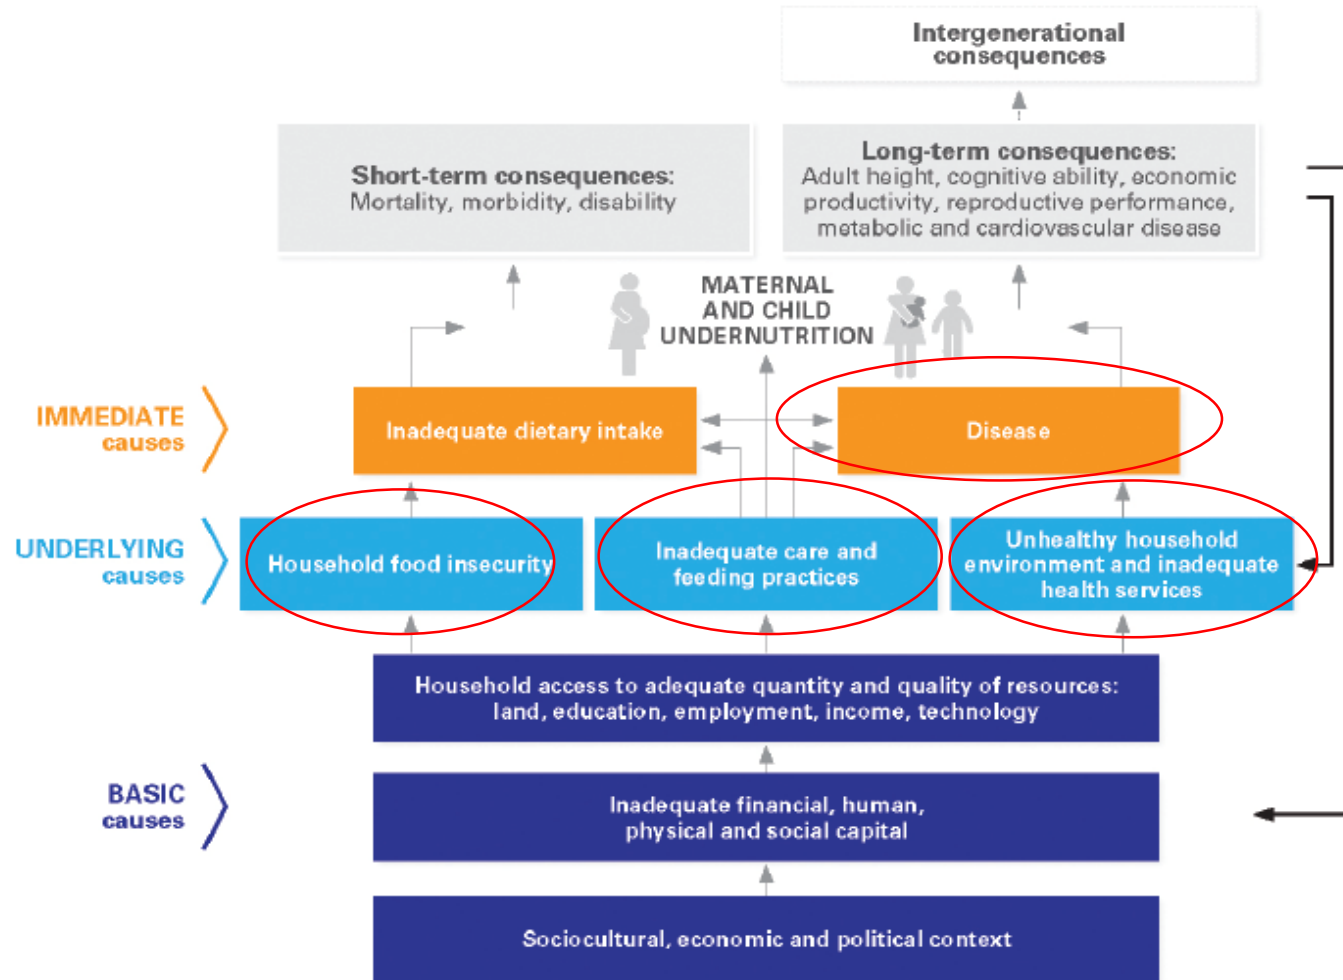 Intergenerational
consequences
Short-term consequences:
Mortality, morbidity, disability
Long-term consequences:
Adult height, cognitive ability, economic
productivity, reproductive performance,
metabolic and cardiovascular disease
MATERNAL
AND CHILD
UNDERNUTRITION
IMMEDIATE
causes
Inadequate dietary intake
Disease
UNDERLYING
causes
Household food insecurity
Inadequate care and
feeding practices
Unhealthy household
environment and inadequate
health services
Household access to adequate quantity and quality of resources:
land, education, employment, income, technology
BASIC
causes
Inadequate financial, human,
physical and social capital
Sociocultural, economic and political context